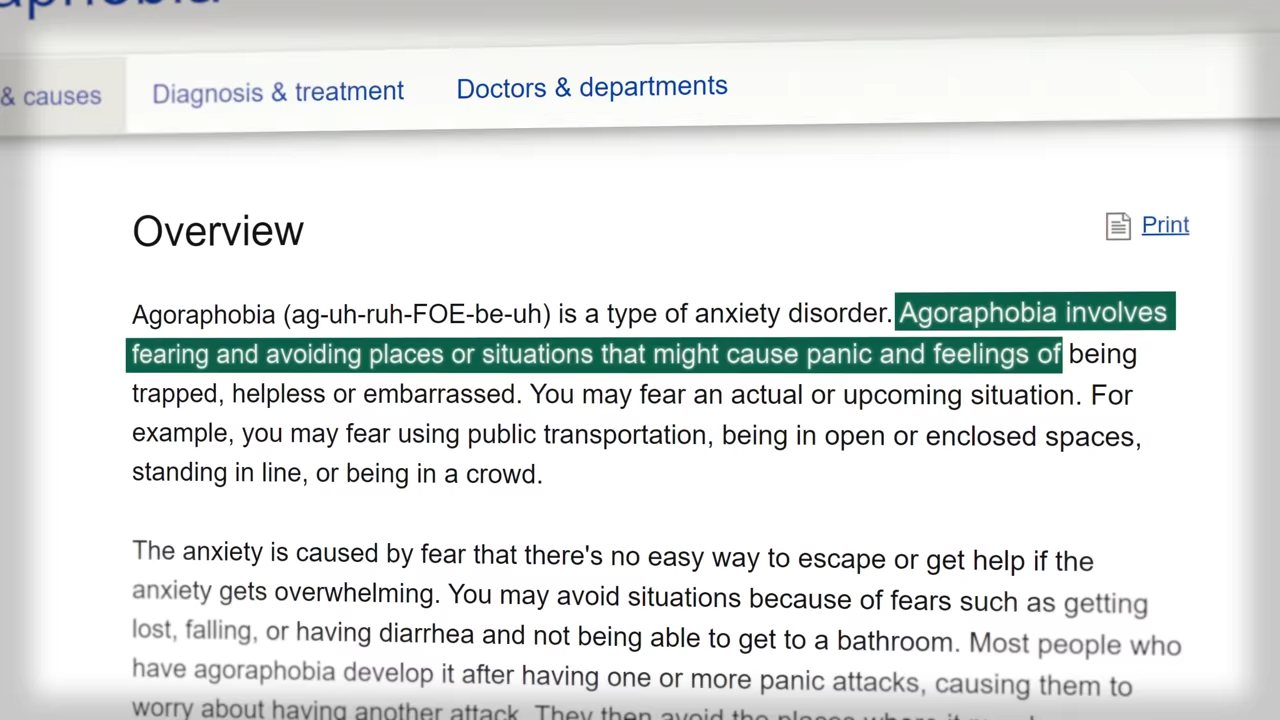 & causes Diagnosis & treatment Doctors & departments
Overview
Print
Agoraphobia (ag-uh-ruh-FOE-be-uh) is a type of anxiety disorder. Agoraphobia involves
fearing and avoiding places or situations that might cause panic and feelings of being
trapped, helpless or embarrassed. You may fear an actual or upcoming situation. For
example, you may fear using public transportation, being in open or enclosed spaces,
standing in line, or being in a crowd.
The anxiety is caused by fear that there's no easy way to escape or get help if the
anxiety gets overwhelming. You may avoid situations because of fears such as getting
lost, falling, or having diarrhea and not being able to get to a bathroom. Most people who
have agoraphobia develop it after having one or more panic attacks, causing them to
worry about having another attack. They then avoid the places where it